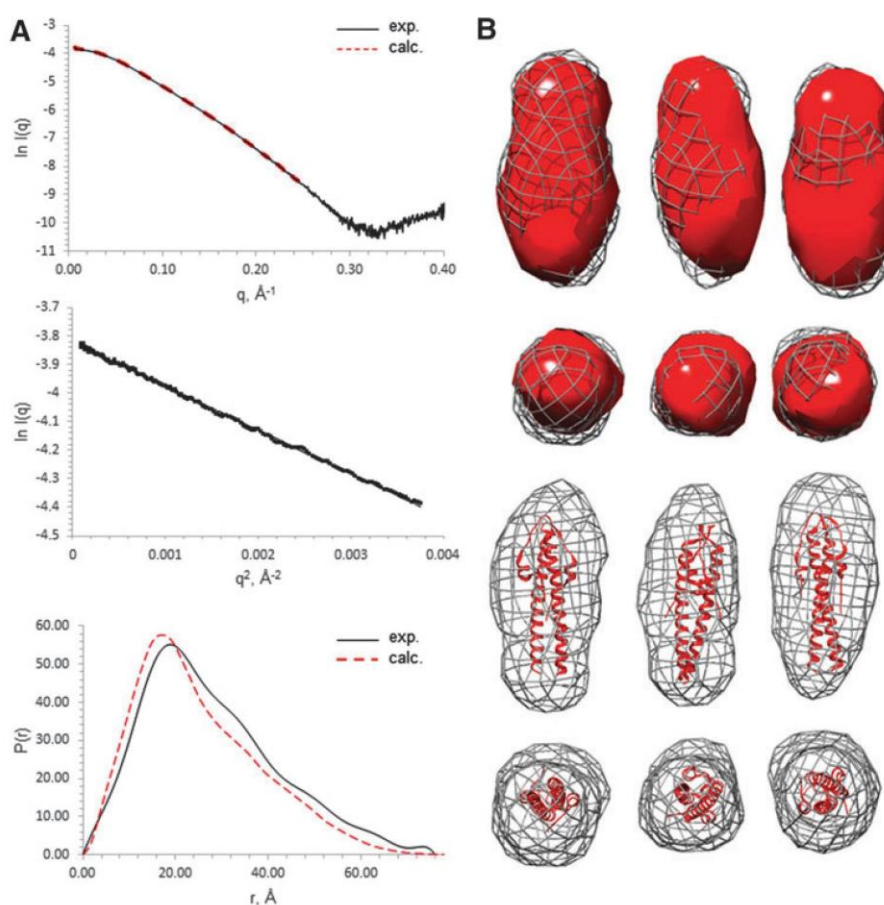 A
B
exp.
calc.
ln I(q)
-3
-4
-5
-6
-7
-8
-9
-10
-11
0.00 0.10 0.20 0.30 0.40
q, Å-1
ln I(q)
-3.7
-3.8
-3.9
-4
-4.1
-4.2
-4.3
-4.4
-4.5
0 0.001 0.002 0.003 0.004
q2, Å-2
exp.
calc.
P(r)
60.00
50.00
40.00
30.00
20.00
10.00
0.00
0.00 20.00 40.00 60.00
r, Å